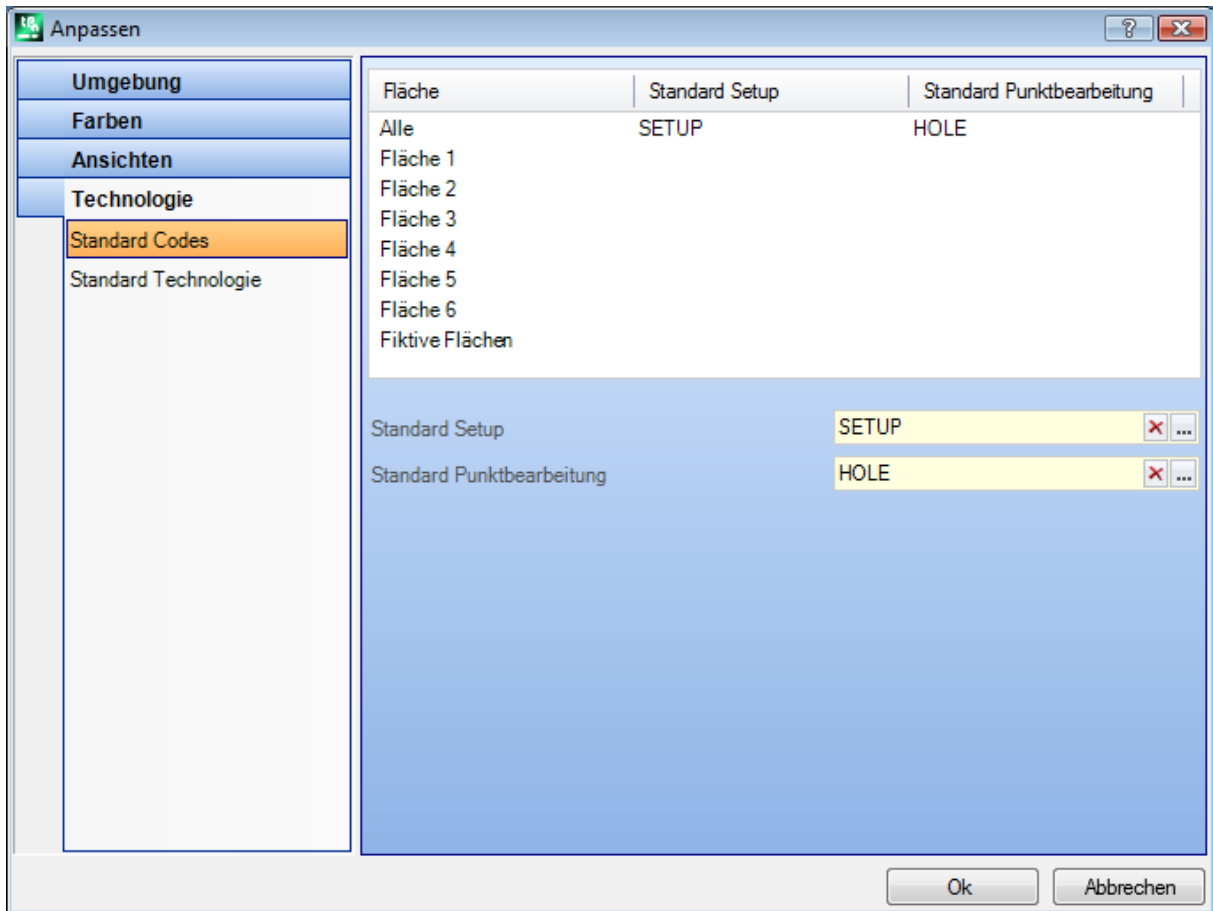 Anpassen
Umgebung
Farben
Ansichten
Technologie
Standard Codes
Standard Technologie
Fläche Standard Setup Standard Punktbearbeitung
Alle SETUP HOLE
Fläche 1
Fläche 2
Fläche 3
Fläche 4
Fläche 5
Fläche 6
Fiktive Flächen
Standard Setup SETUP ...
Standard Punktbearbeitung HOLE ...
Ok Abbrechen